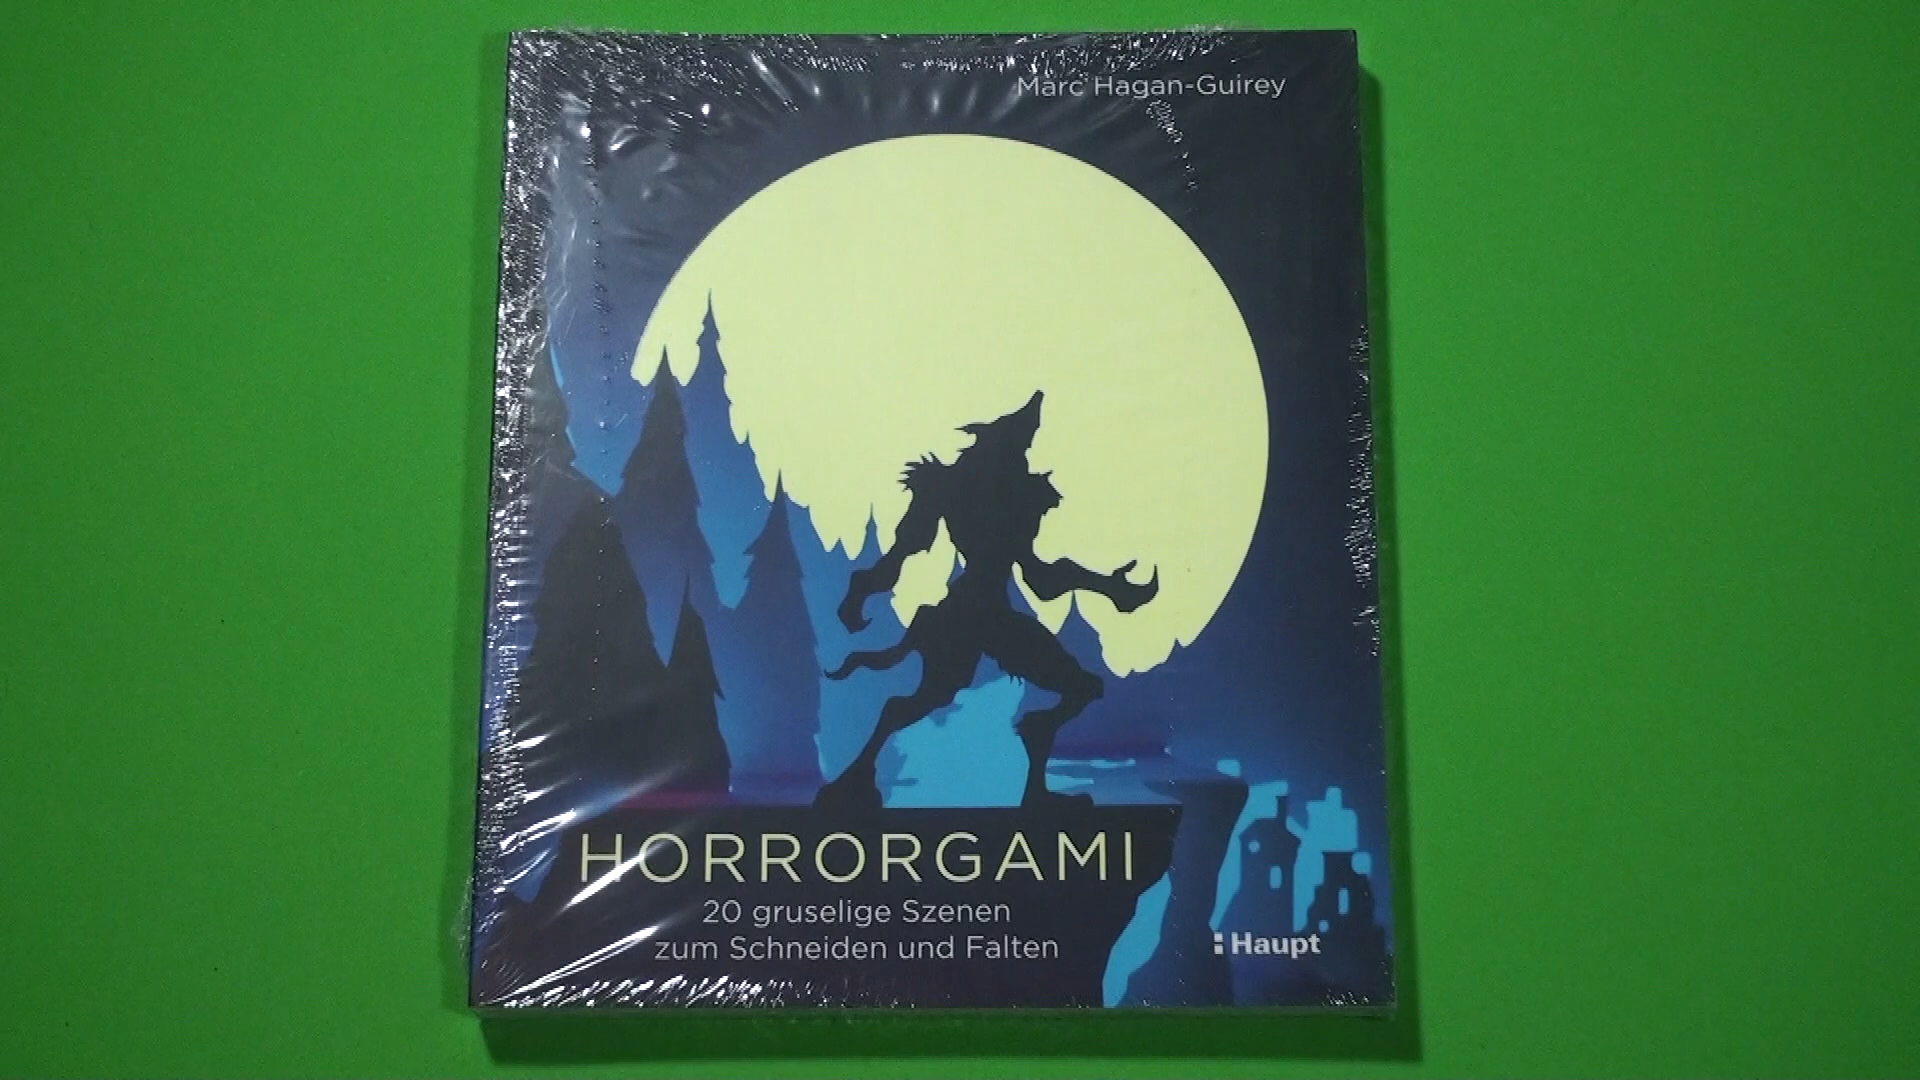 Marc Hagan-Guirey
HORRORGAMI
20 gruselige Szenen
zum Schneiden und Falten
Haupt